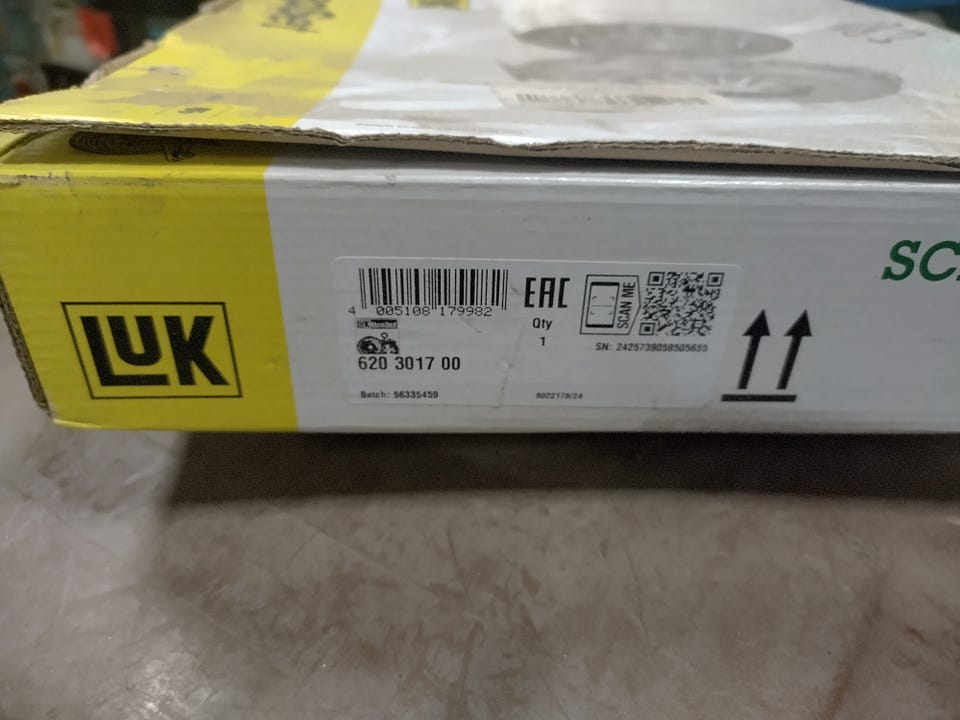 LUK
4 005108 179982
EAC
Qty
1
SCAN ME
SN: 2425739058505655
620 3017 00
Batch: 56335459
SC